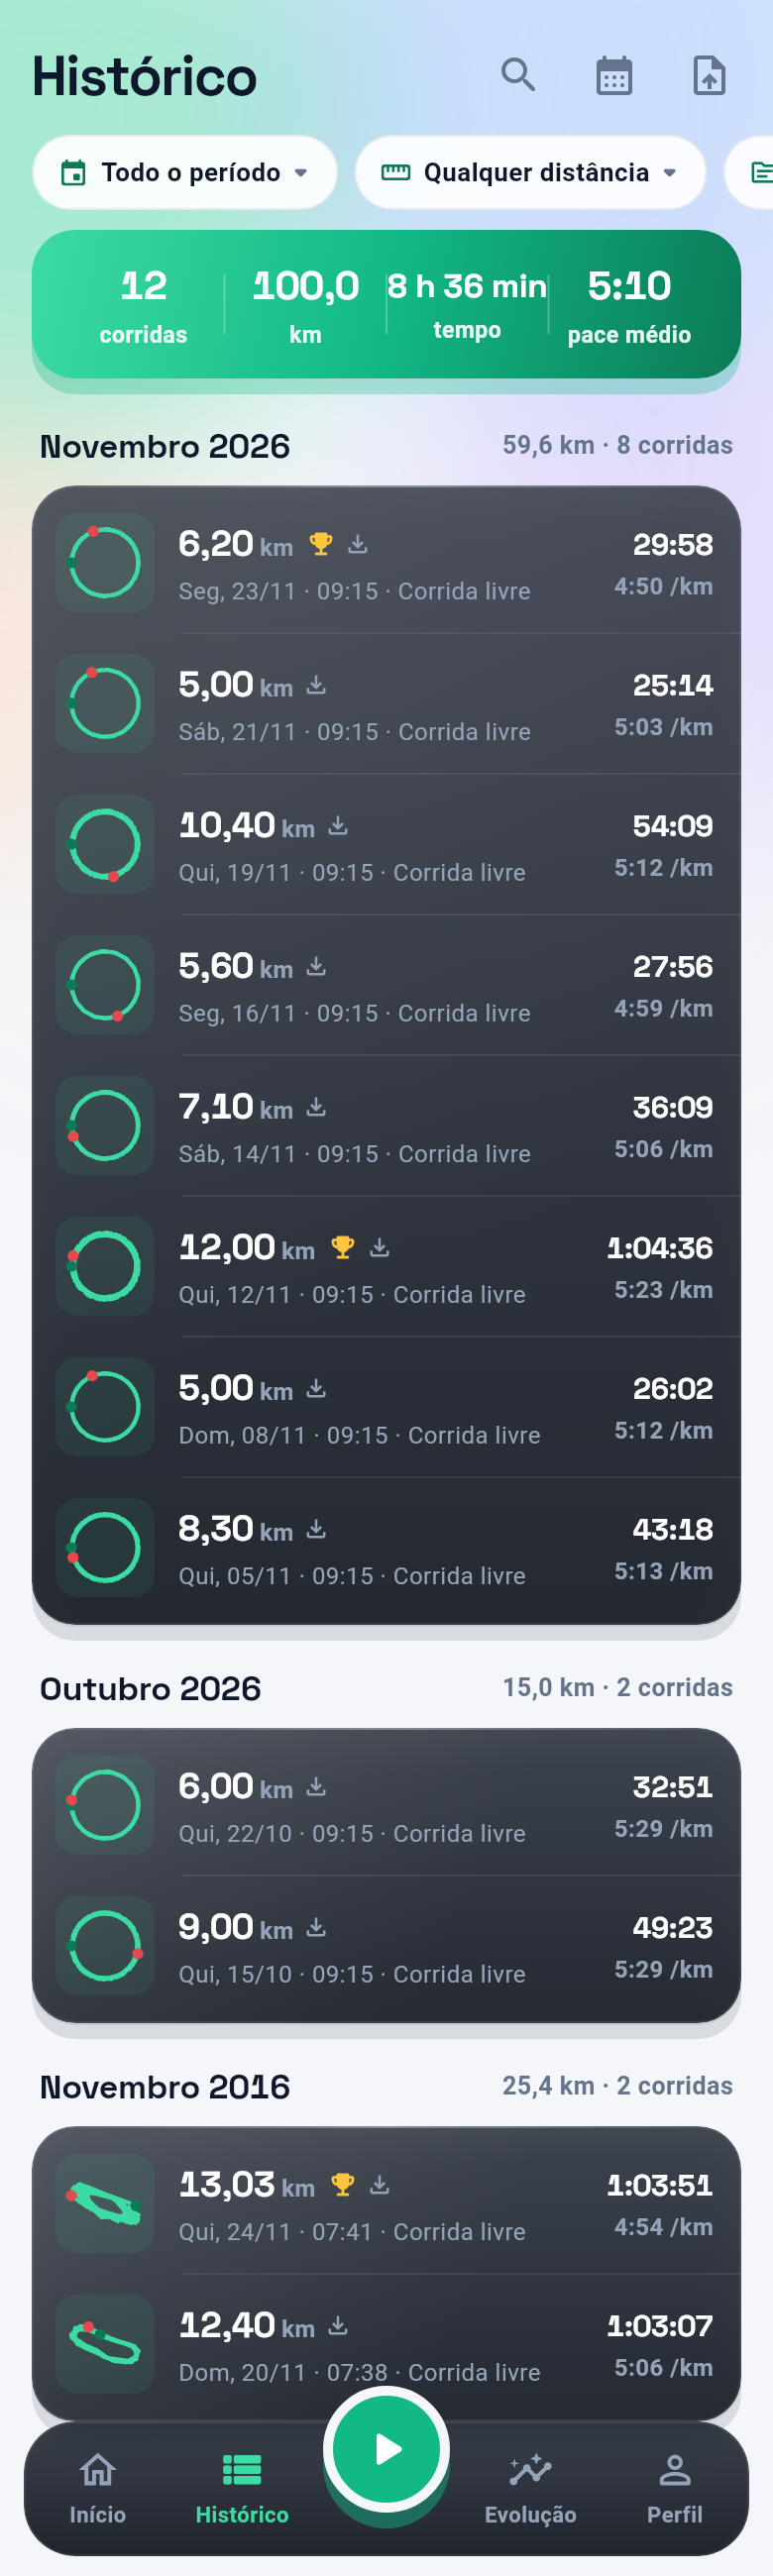 Histórico
Todo o período
Qualquer distância
12 100,0 8 h 36 min 5:10
corridas km tempo pace médio
Novembro 2026 59,6 km · 8 corridas
6,20 km 29:58
Seg, 23/11 · 09:15 · Corrida livre 4:50 /km
5,00 km 25:14
Sáb, 21/11 · 09:15 · Corrida livre 5:03 /km
10,40 km 54:09
Qui, 19/11 · 09:15 · Corrida livre 5:12 /km
5,60 km 27:56
Seg, 16/11 · 09:15 · Corrida livre 4:59 /km
7,10 km 36:09
Sáb, 14/11 · 09:15 · Corrida livre 5:06 /km
12,00 km 1:04:36
Qui, 12/11 · 09:15 · Corrida livre 5:23 /km
5,00 km 26:02
Dom, 08/11 · 09:15 · Corrida livre 5:12 /km
8,30 km 43:18
Qui, 05/11 · 09:15 · Corrida livre 5:13 /km
Outubro 2026 15,0 km · 2 corridas
6,00 km 32:51
Qui, 22/10 · 09:15 · Corrida livre 5:29 /km
9,00 km 49:23
Qui, 15/10 · 09:15 · Corrida livre 5:29 /km
Novembro 2016 25,4 km · 2 corridas
13,03 km 1:03:51
Qui, 24/11 · 07:41 · Corrida livre 4:54 /km
12,40 km 1:03:07
Dom, 20/11 · 07:38 · Corrida livre 5:06 /km
Início Histórico Evolução Perfil